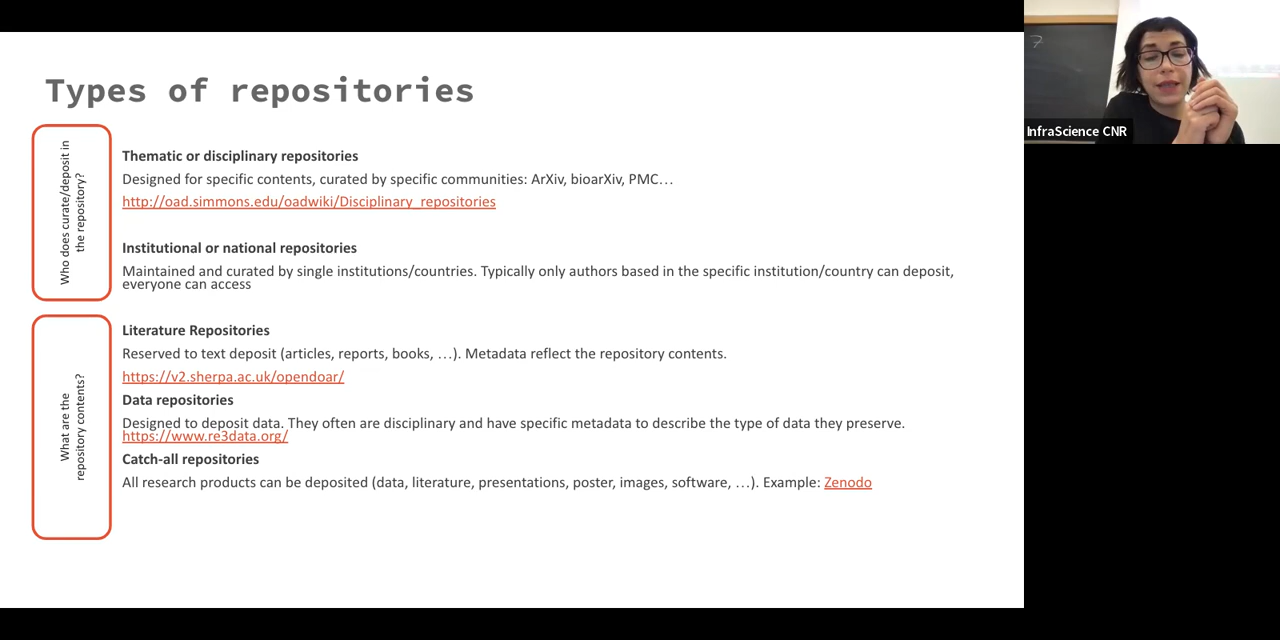 Types of repositories
Who does curate/deposit in
the repository?
Thematic or disciplinary repositories
Designed for specific contents, curated by specific communities: ArXiv, bioarXiv, PMC…
http://oad.simmons.edu/oadwiki/Disciplinary_repositories
Institutional or national repositories
Maintained and curated by single institutions/countries. Typically only authors based in the specific institution/country can deposit,
everyone can access
What are the
repository contents?
Literature Repositories
Reserved to text deposit (articles, reports, books, …). Metadata reflect the repository contents.
https://v2.sherpa.ac.uk/opendoar/
Data repositories
Designed to deposit data. They often are disciplinary and have specific metadata to describe the type of data they preserve.
https://www.re3data.org/
Catch-all repositories
All research products can be deposited (data, literature, presentations, poster, images, software, …). Example: Zenodo
InfraScience CNR